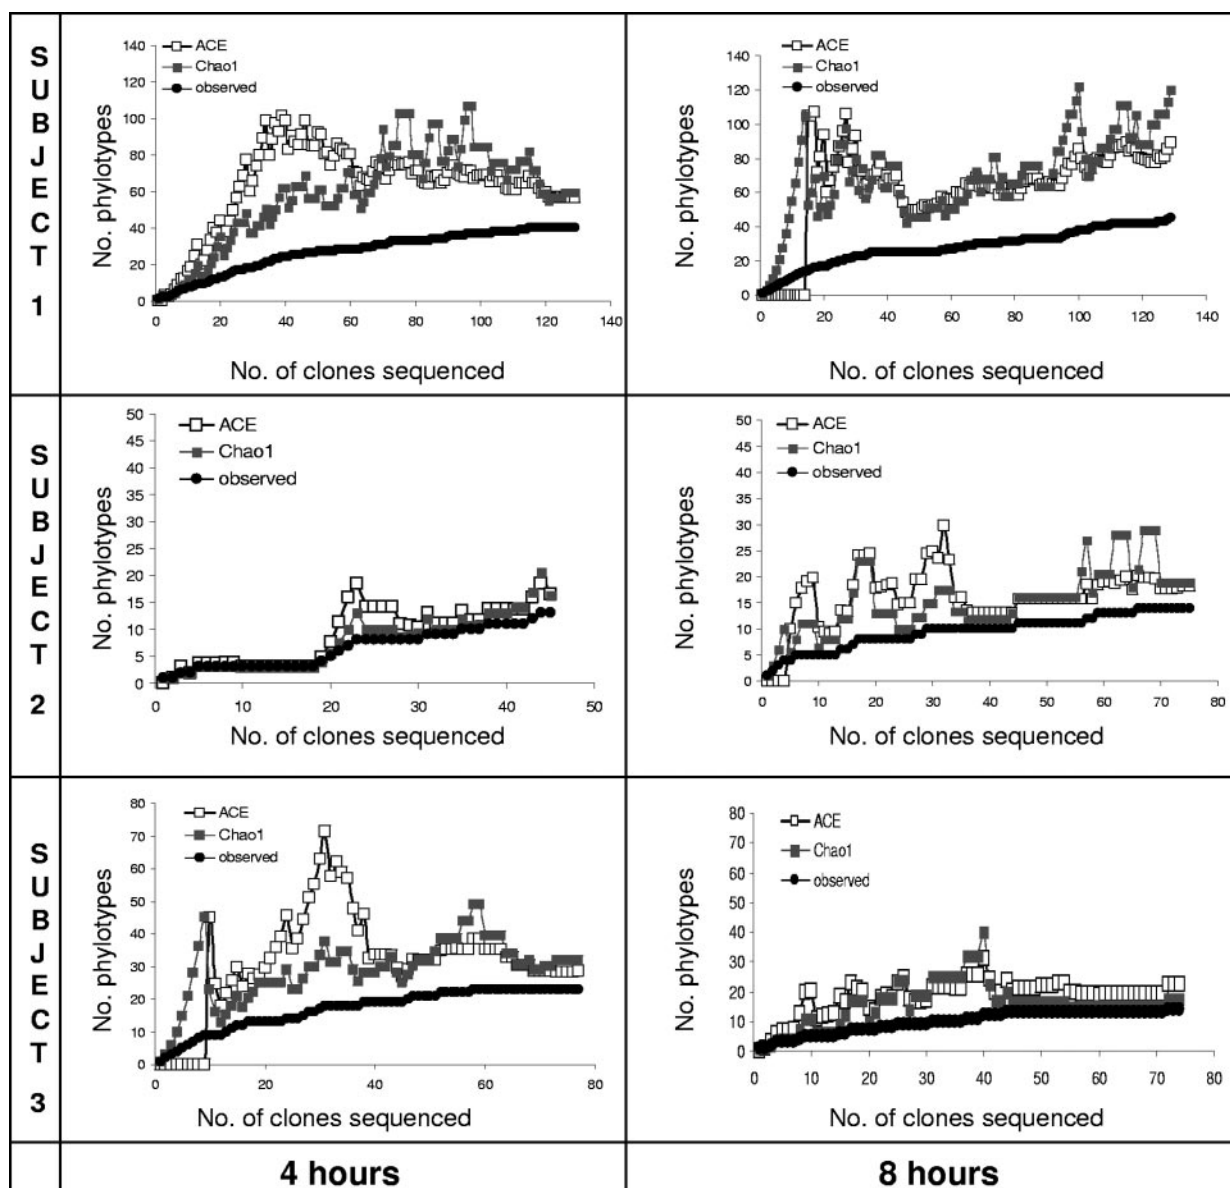 SUBJECT 1
ACE
Chao1
observed
No. phylotypes
140
120
100
80
60
40
20
0
0 20 40 60 80 100 120 140
No. of clones sequenced
ACE
Chao1
observed
No. phylotypes
140
120
100
80
60
40
20
0
0 20 40 60 80 100 120 140
No. of clones sequenced
SUBJECT 2
ACE
Chao1
observed
No. phylotypes
50
45
40
35
30
25
20
15
10
5
0
0 10 20 30 40 50
No. of clones sequenced
ACE
Chao1
observed
No. phylotypes
50
45
40
35
30
25
20
15
10
5
0
0 10 20 30 40 50 60 70 80
No. of clones sequenced
SUBJECT 3
ACE
Chao1
observed
No. phylotypes
80
70
60
50
40
30
20
10
0
0 20 40 60 80
No. of clones sequenced
ACE
Chao1
observed
No. phylotypes
80
70
60
50
40
30
20
10
0
0 10 20 30 40 50 60 70 80
No. of clones sequenced
4 hours
8 hours